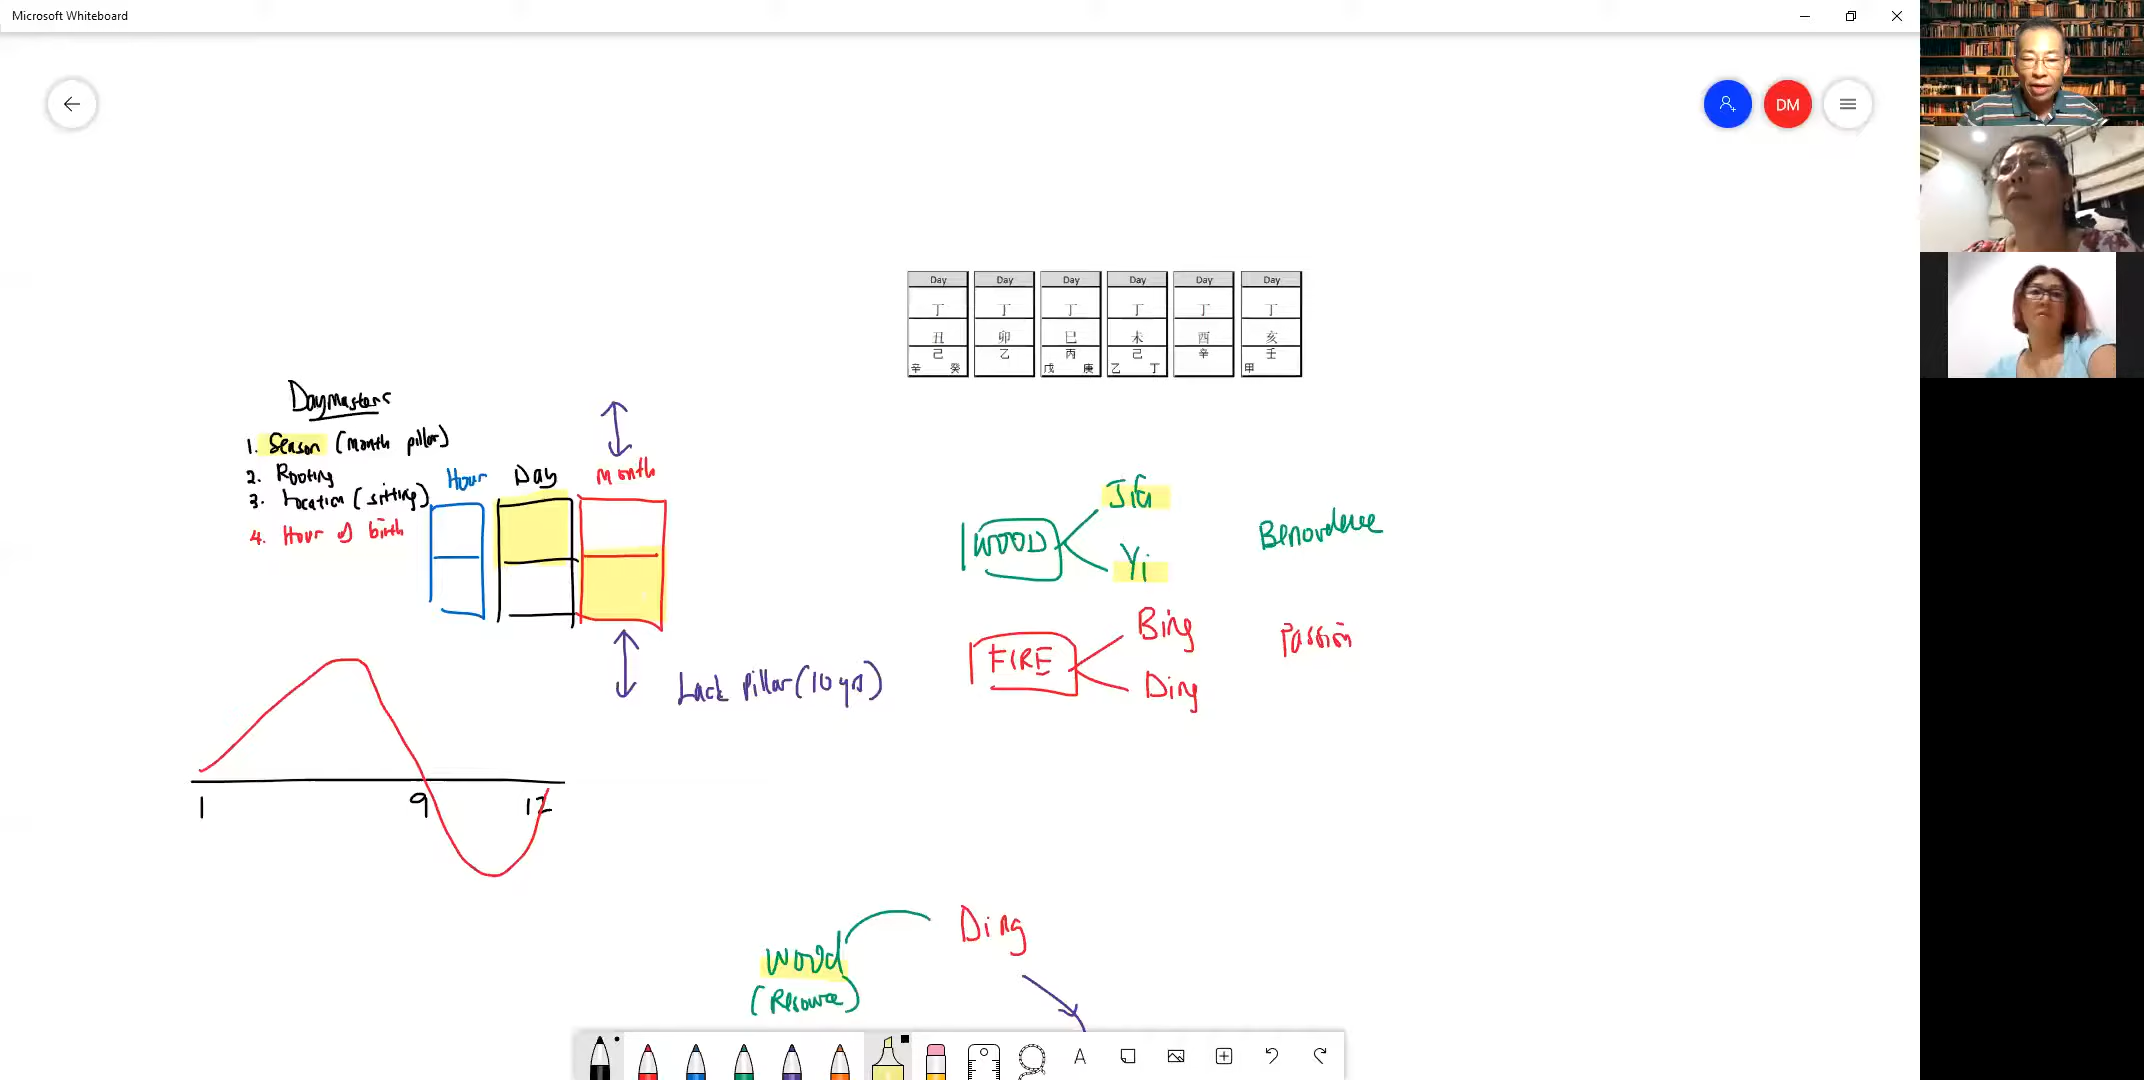 Microsoft Whiteboard
DM
Day Day Day Day Day Day
丁 丁 丁 丁 丁 丁
丑 卯 巳 未 酉 亥
己 乙 丙 己 辛 壬
辛 癸 戊 庚 乙 丁 甲
Daymasters
1. Season (month pillar)
2. Rooting
3. Location (sitting)
4. Hour of birth
Hour Day month
Luck pillar (10 yrs)
1 9 12
WOOD
Jia
Yi
FIRE
Bing
Ding
Passion
Ding
Wood
(Resource)
A